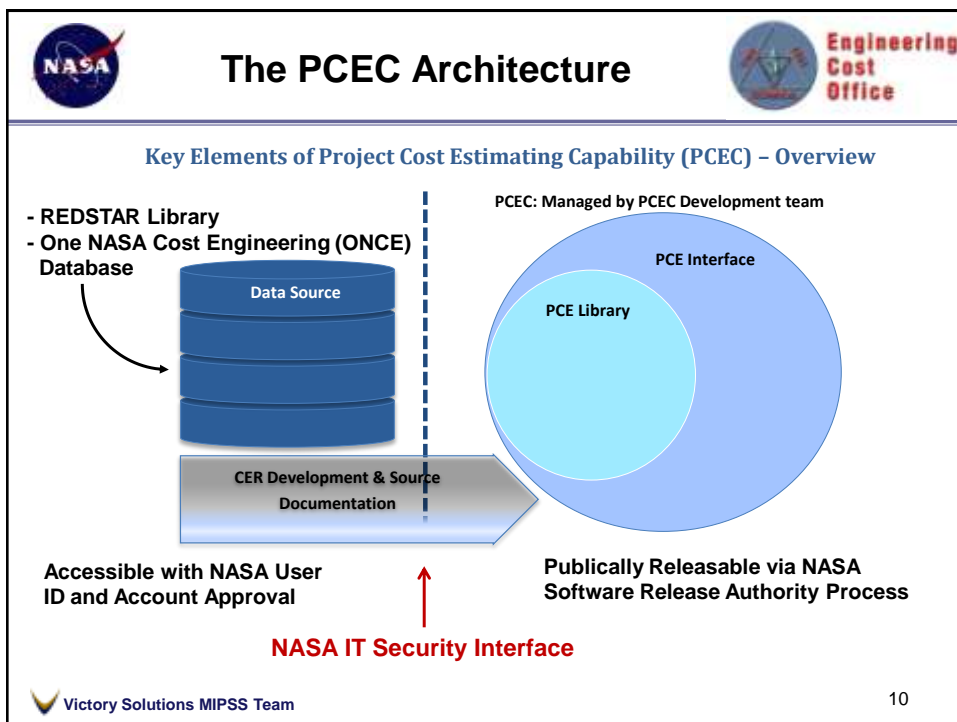 NASA
The PCEC Architecture
Engineering
Cost
Office
Key Elements of Project Cost Estimating Capability (PCEC) – Overview
- REDSTAR Library
- One NASA Cost Engineering (ONCE)
Database
Data Source
PCEC: Managed by PCEC Development team
PCE Interface
PCE Library
CER Development & Source
Documentation
Accessible with NASA User
ID and Account Approval
Publically Releasable via NASA
Software Release Authority Process
NASA IT Security Interface
Victory Solutions MIPSS Team
10